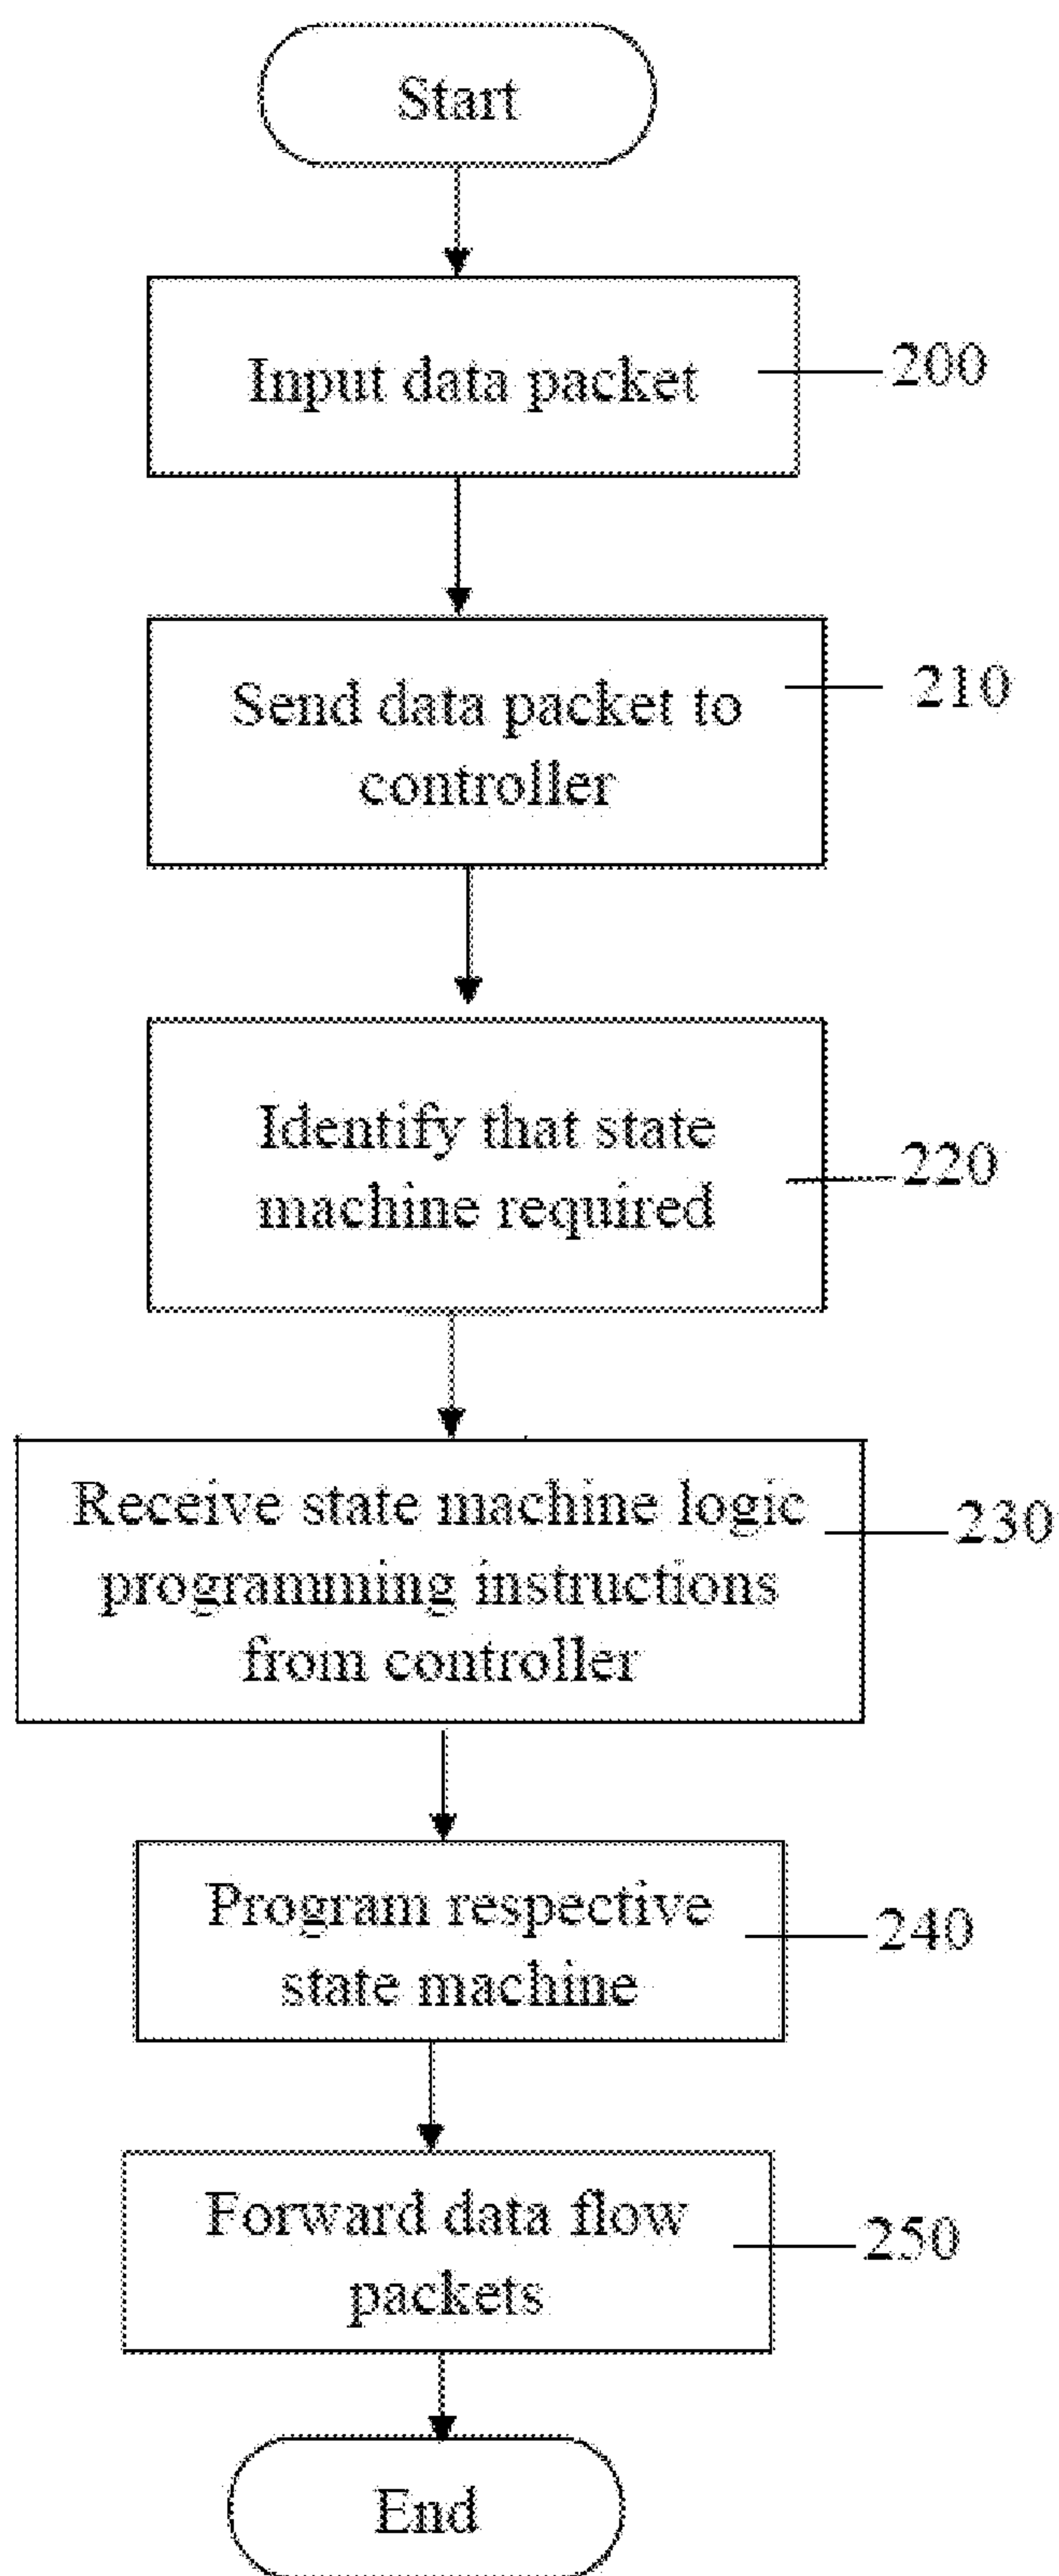 Start
Input data packet
200
Send data packet to
controller
210
Identify that state
machine required
220
Receive state machine logic
programming instructions
from controller
230
Program respective
state machine
240
Forward data flow
packets
250
End